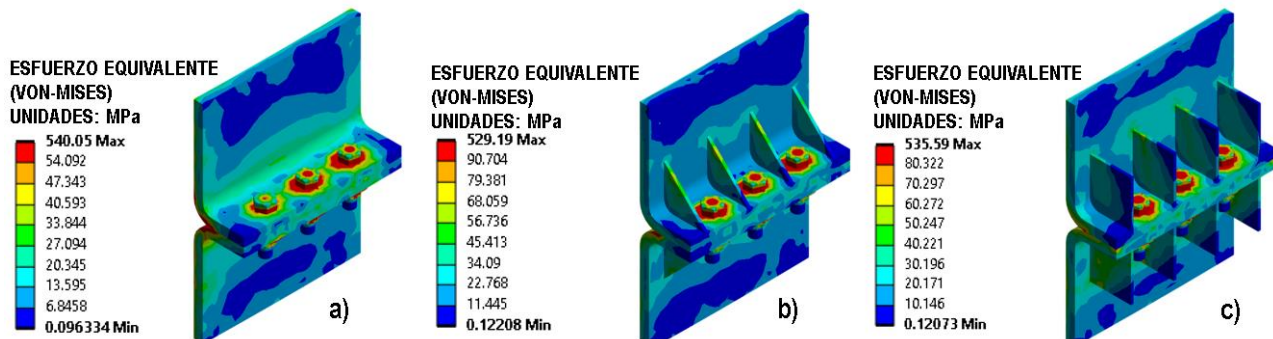 ESFUERZO EQUIVALENTE
(VON-MISES)
UNIDADES: MPa
540.05 Max
54.092
47.343
40.593
33.844
27.094
20.345
13.595
6.8458
0.096334 Min
a)
ESFUERZO EQUIVALENTE
(VON-MISES)
UNIDADES: MPa
529.19 Max
90.704
79.381
68.059
56.736
45.413
34.09
22.768
11.445
0.12208 Min
b)
ESFUERZO EQUIVALENTE
(VON-MISES)
UNIDADES: MPa
535.59 Max
80.322
70.297
60.272
50.247
40.221
30.196
20.171
10.146
0.12073 Min
c)